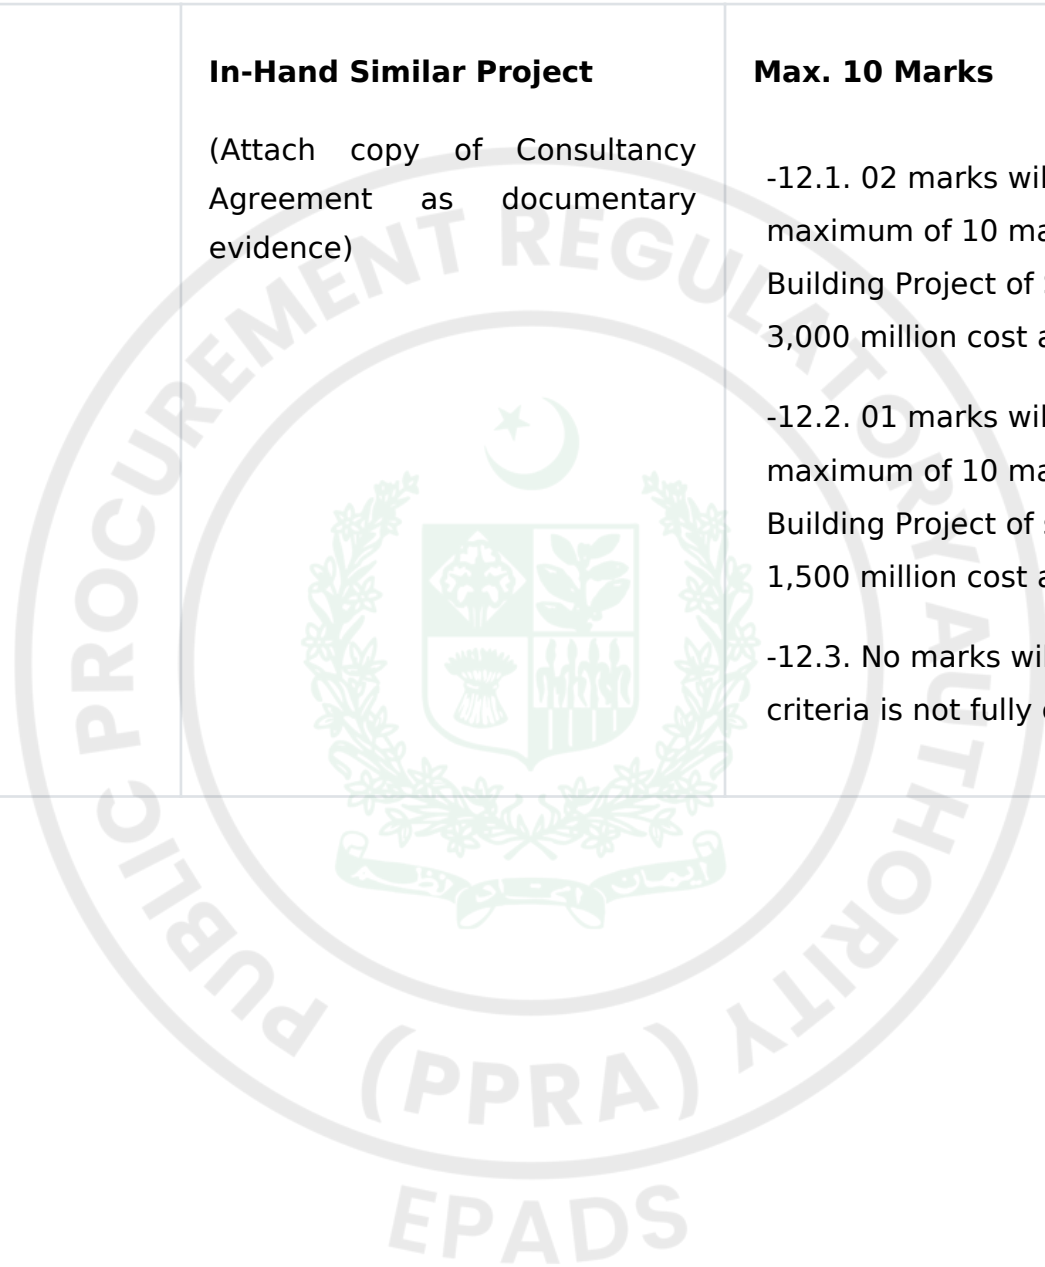 In-Hand Similar Project
(Attach copy of Consultancy
Agreement as documentary
evidence)
Max. 10 Marks
-12.1. 02 marks wil
maximum of 10 ma
Building Project of
3,000 million cost a
-12.2. 01 marks wil
maximum of 10 ma
Building Project of
1,500 million cost a
-12.3. No marks wi
criteria is not fully
PUBLIC PROCUREMENT REGULATORY AUTHORITY
(PPRA)
EPADS